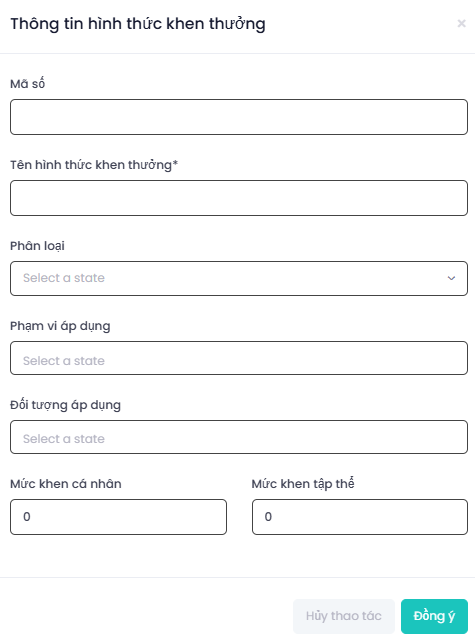 Thông tin hình thức khen thưởng
×
Mã số
Tên hình thức khen thưởng*
Phân loại
Select a state
Phạm vi áp dụng
Select a state
Đối tượng áp dụng
Select a state
Mức khen cá nhân Mức khen tập thể
0 0
Hủy thao tác Đồng ý